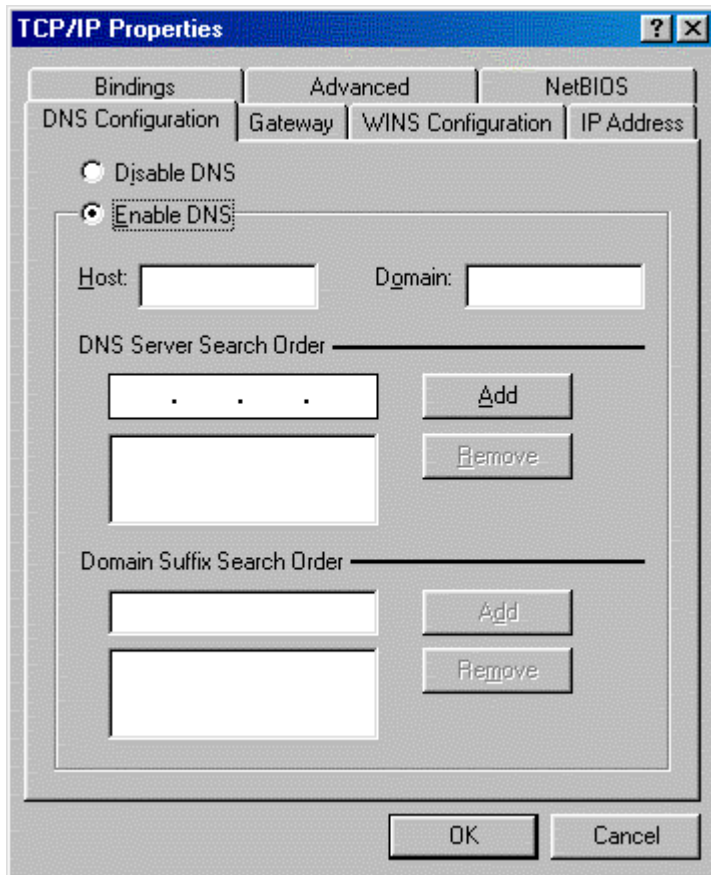 TCP/IP Properties
Bindings Advanced NetBIOS
DNS Configuration Gateway WINS Configuration IP Address
Disable DNS
Enable DNS
Host: Domain:
DNS Server Search Order
. . .
Add
Remove
Domain Suffix Search Order
Add
Remove
OK Cancel